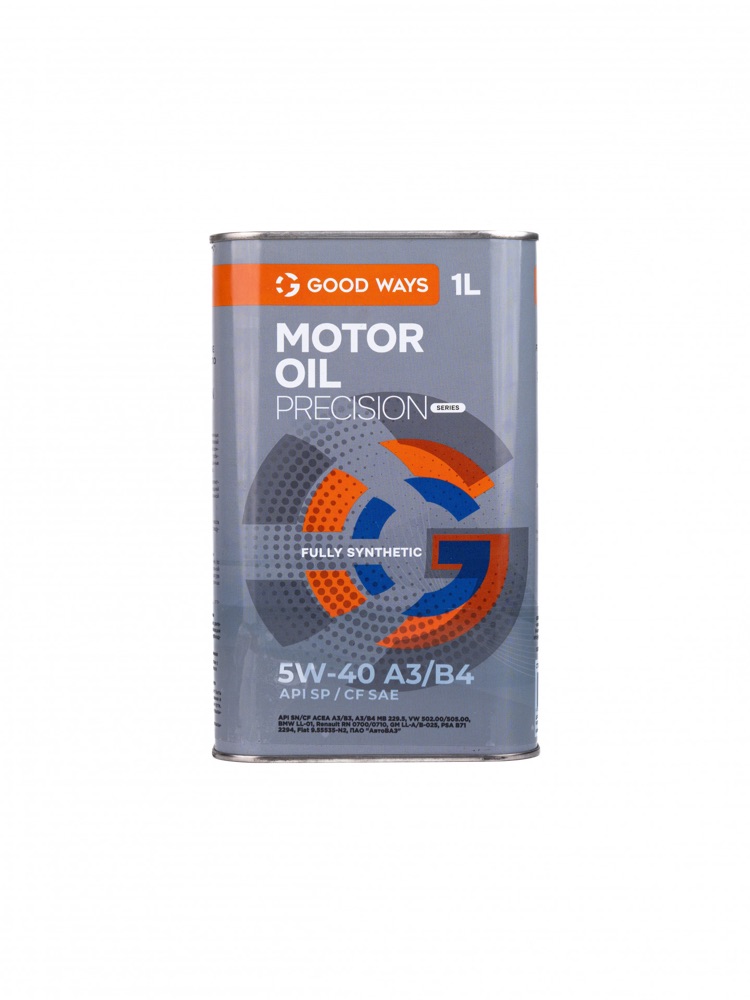 GOOD WAYS 1L
MOTOR
OIL
PRECISION SERIES
FULLY SYNTHETIC
5W-40 A3/B4
API SP / CF SAE
API SN/CF ACEA A3/B3, A3/B4 MB 229.5, VW 502.00/505.00,
BMW LL-01, Renault RN 0700/0710, GM LL-A/B-025, PSA B71
2294, Fiat 9.55535-N2, ПАО "АвтоВАЗ"